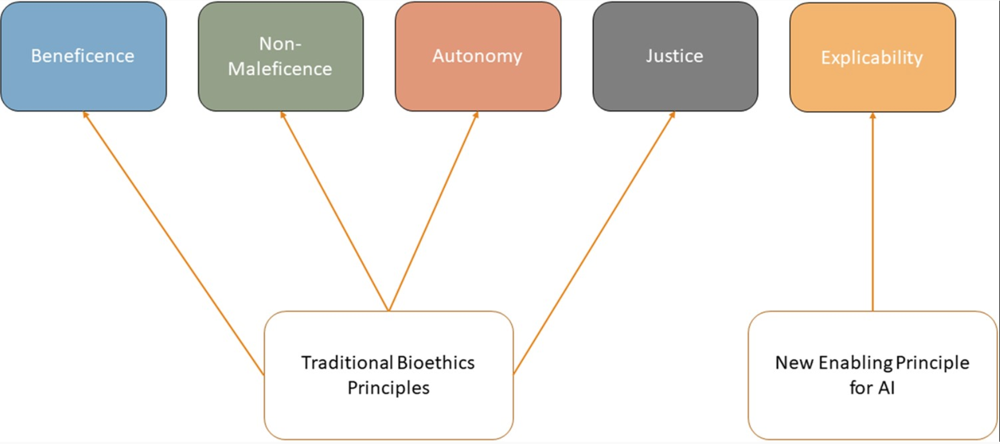 Beneficence
Non-
Maleficence
Autonomy
Justice
Explicability
Traditional Bioethics
Principles
New Enabling Principle
for AI